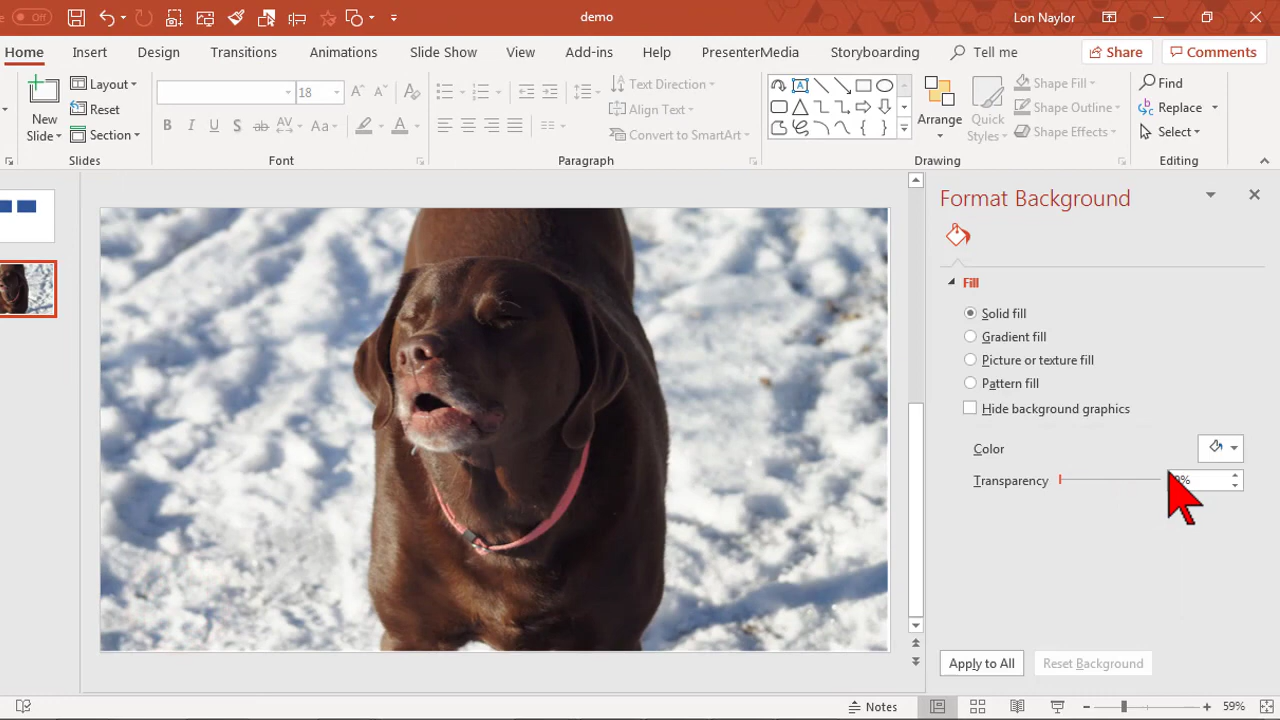 Off
demo
Lon Naylor
Home Insert Design Transitions Animations Slide Show View Add-ins Help PresenterMedia Storyboarding Tell me Share Comments
New Slide
Layout
Reset
Section
Slides
18
B I U S ab AV Aa A
Font
Text Direction
Align Text
Convert to SmartArt
Paragraph
Arrange
Quick Styles
Shape Fill
Shape Outline
Shape Effects
Drawing
Find
Replace
Select
Editing
Format Background
Fill
Solid fill
Gradient fill
Picture or texture fill
Pattern fill
Hide background graphics
Color
Transparency
Apply to All Reset Background
Notes 59%